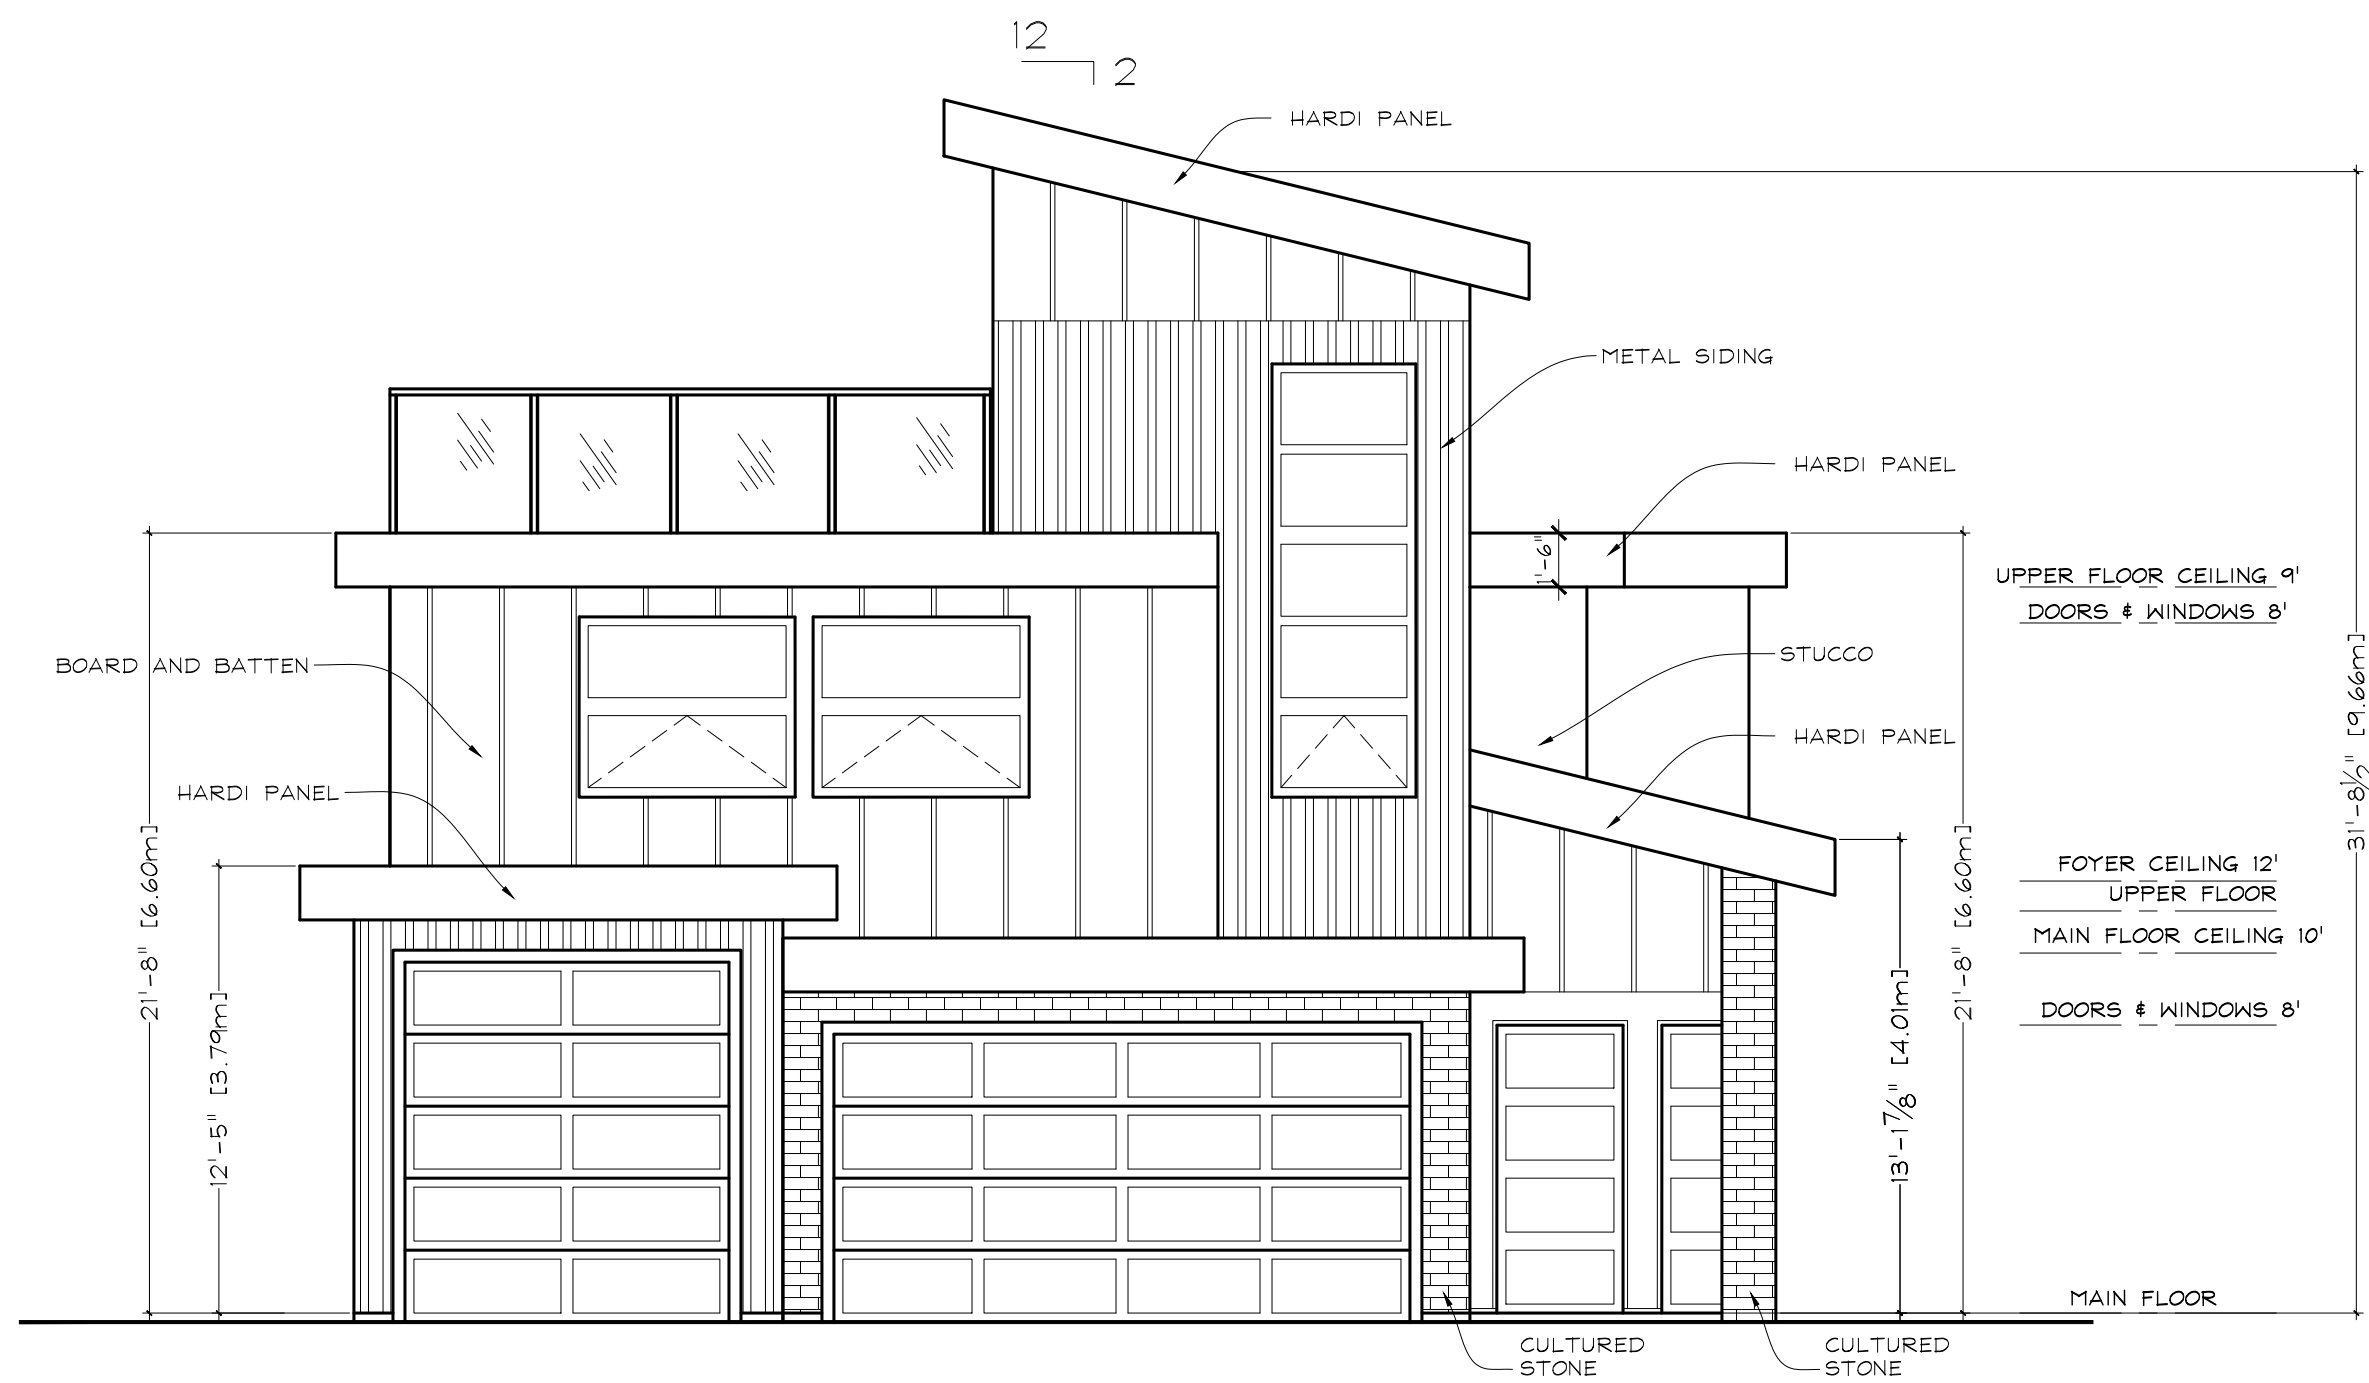 12
2
HARDI PANEL
METAL SIDING
HARDI PANEL
1'-6"
UPPER FLOOR CEILING 9'
DOORS & WINDOWS 8'
BOARD AND BATTEN
STUCCO
HARDI PANEL
HARDI PANEL
31'-8½" [9.66m]
21'-8" [6.60m]
12'-5" [3.79m]
13'-1⅞" [4.01m]
21'-8" [6.60m]
FOYER CEILING 12'
UPPER FLOOR
MAIN FLOOR CEILING 10'
DOORS & WINDOWS 8'
MAIN FLOOR
CULTURED
STONE
CULTURED
STONE